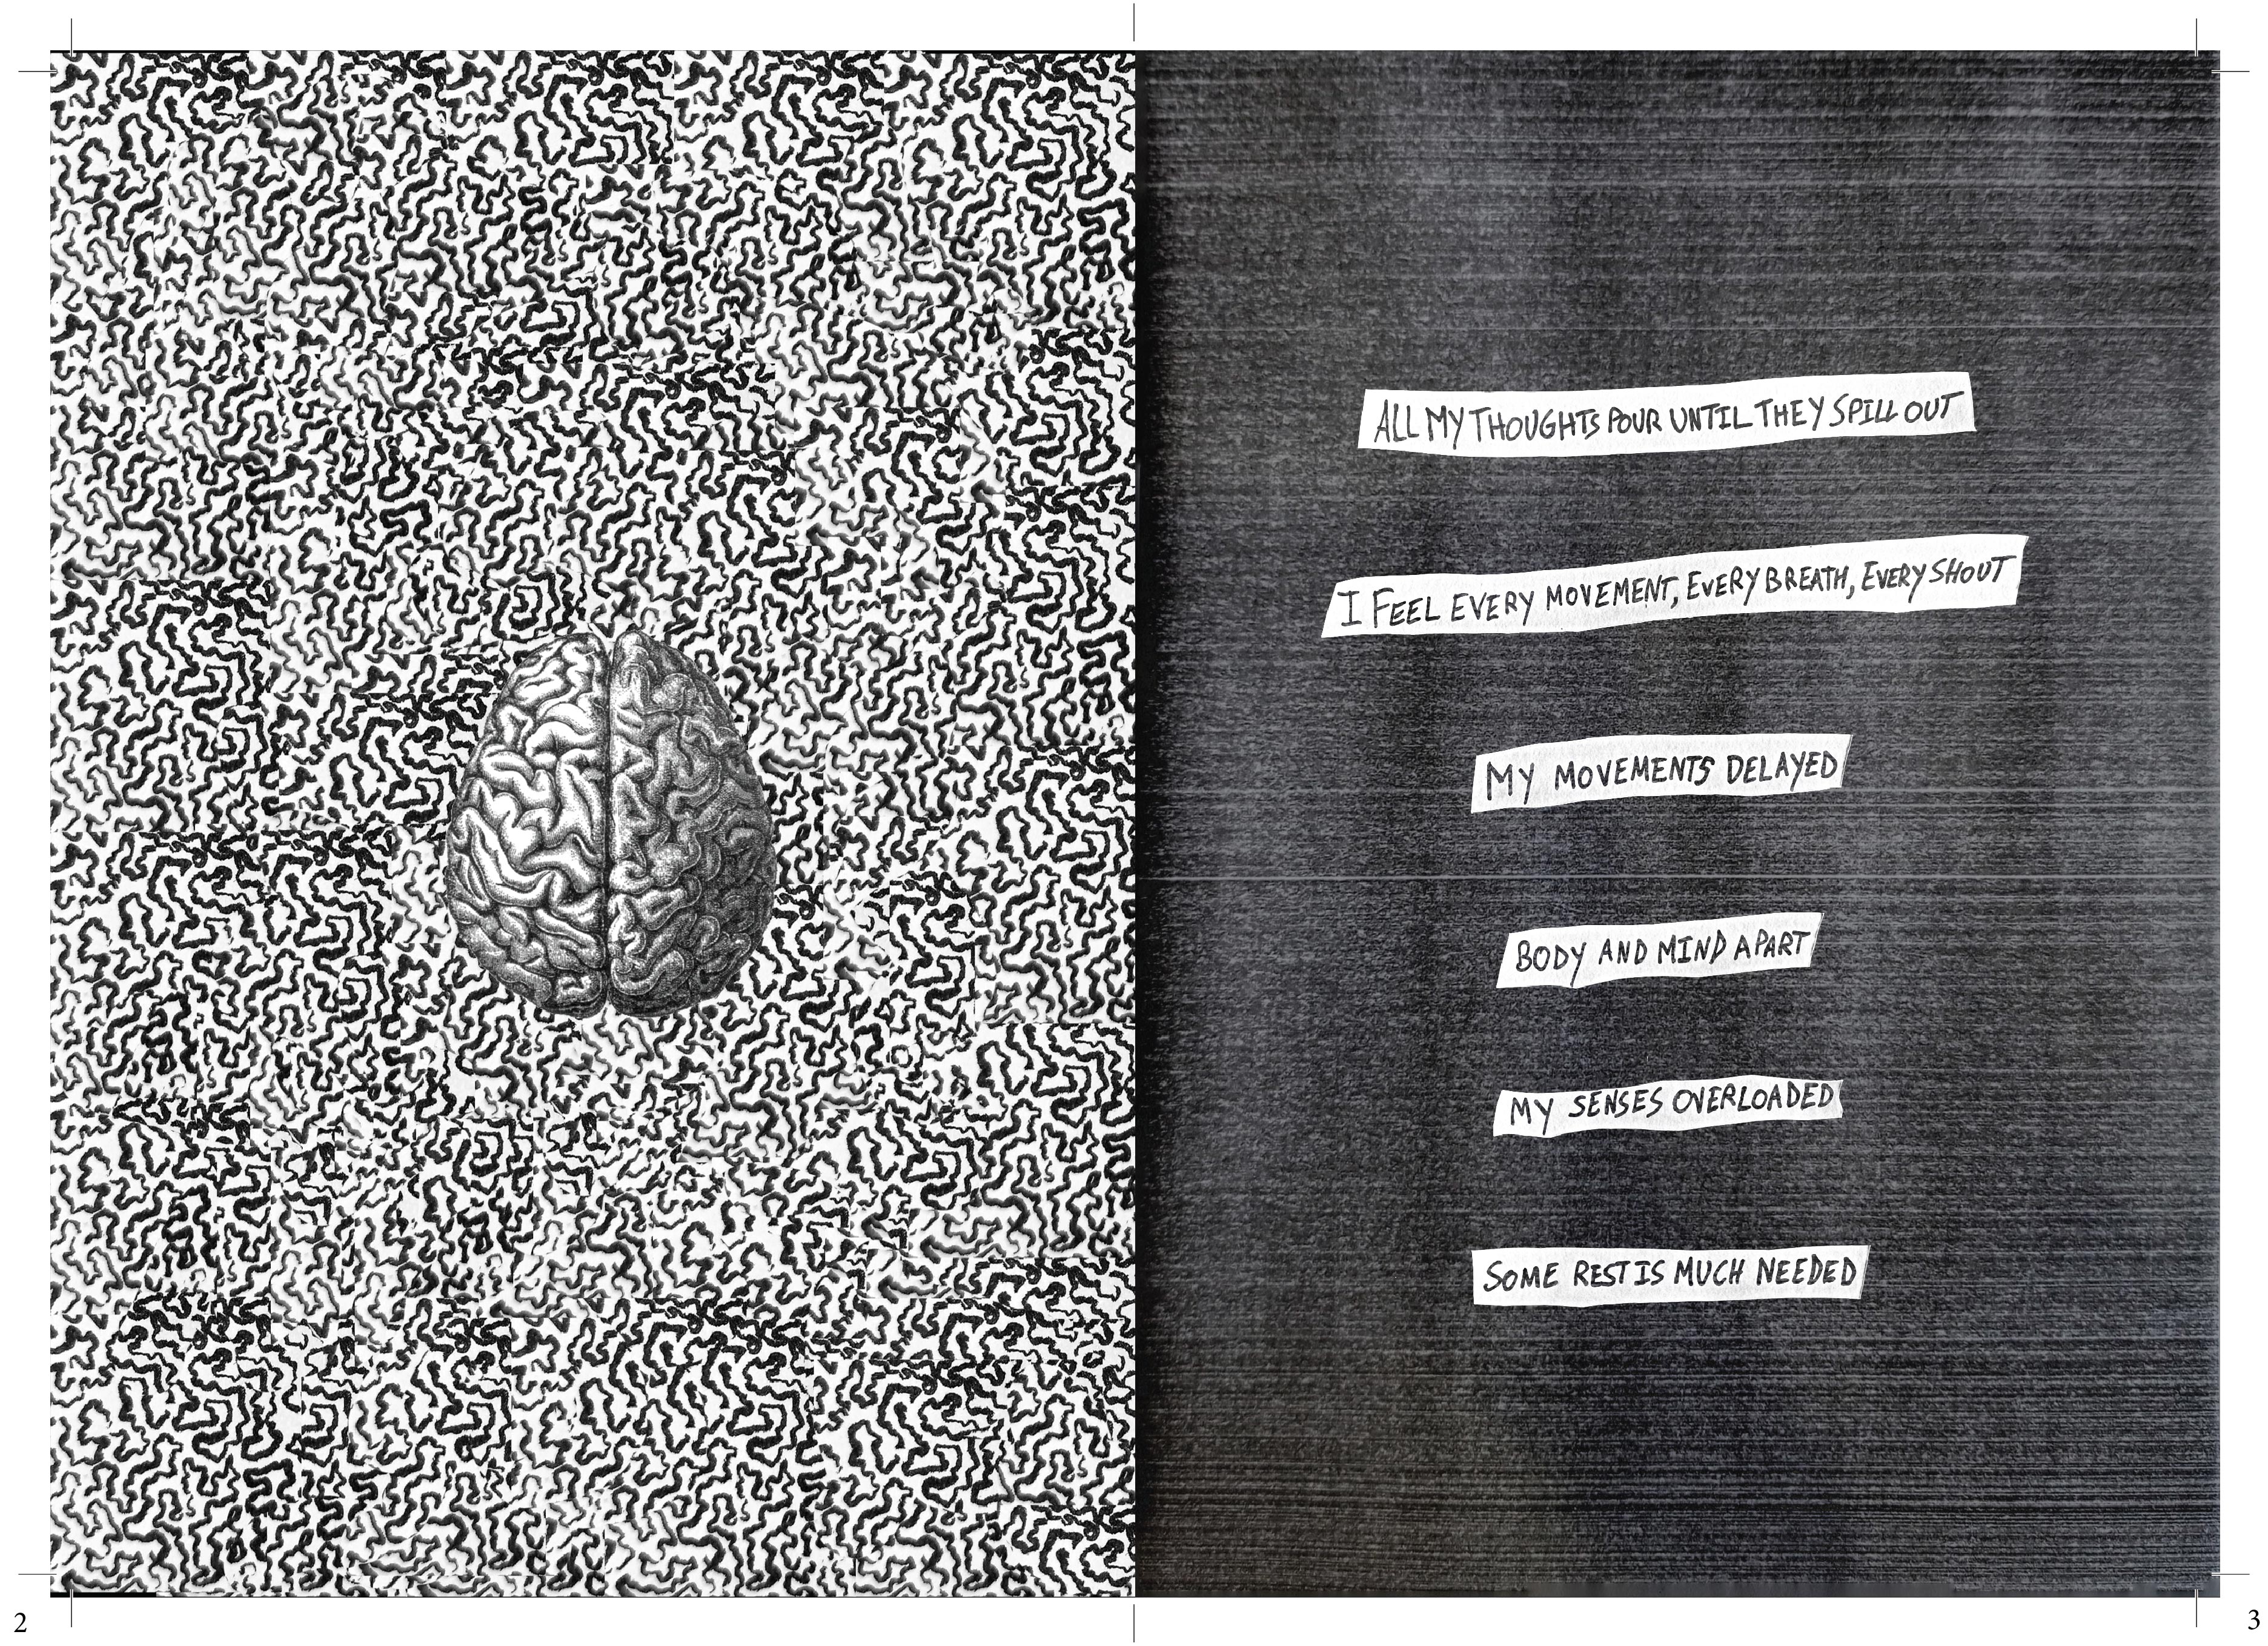 ALL MY THOUGHTS POUR UNTIL THEY SPILL OUT
I FEEL EVERY MOVEMENT, EVERY BREATH, EVERY SHOUT
MY MOVEMENTS DELAYED
BODY AND MIND APART
MY SENSES OVERLOADED
SOME REST IS MUCH NEEDED
2
3